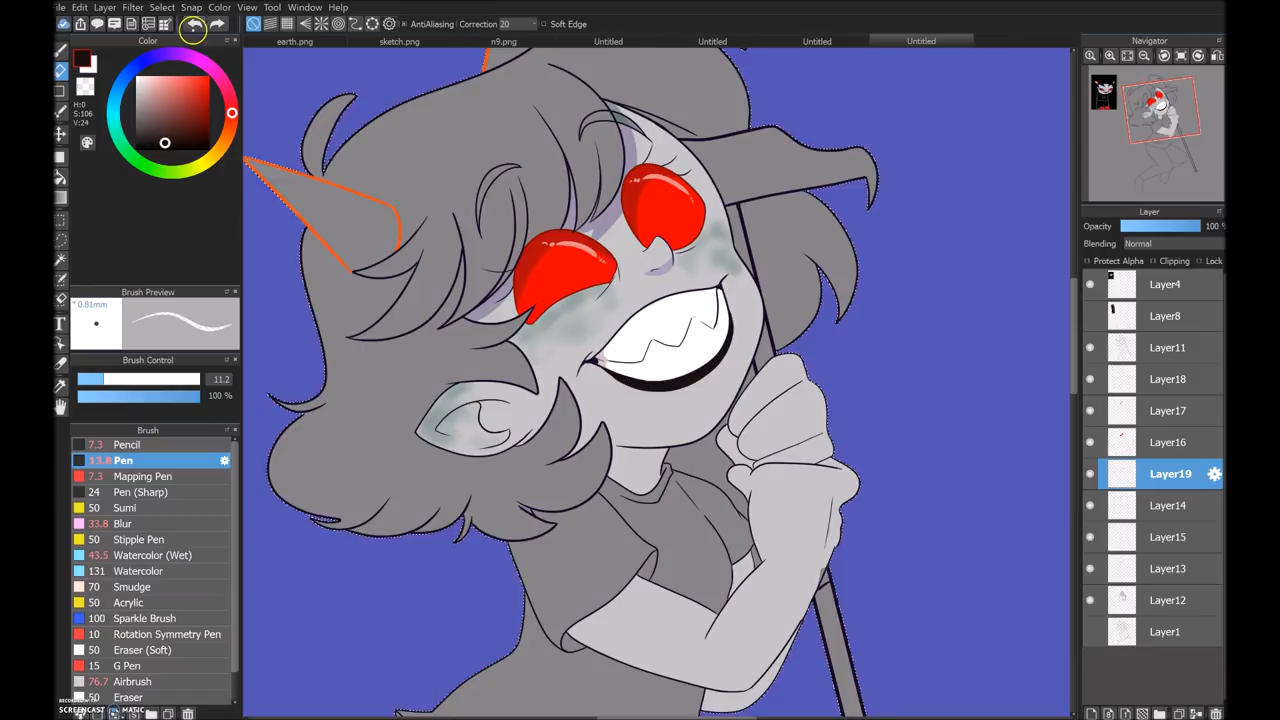 ile Edit Layer Filter Select Snap Color View Tool Window Help
AntiAliasing Correction 20 Soft Edge
Color earth.png sketch.png n9.png Untitled Untitled Untitled Untitled Navigator
H:0
S:106
V:24
Layer
Opacity 100 %
Blending Normal
Protect Alpha Clipping Lock
Brush Preview
* 0.81mm
Brush Control
11.2
100 %
Brush
7.3 Pencil
13.8 Pen
7.3 Mapping Pen
24 Pen (Sharp)
50 Sumi
33.8 Blur
50 Stipple Pen
43.5 Watercolor (Wet)
131 Watercolor
70 Smudge
50 Acrylic
100 Sparkle Brush
10 Rotation Symmetry Pen
50 Eraser (Soft)
15 G Pen
76.7 Airbrush
50 Eraser
Layer4
Layer8
Layer11
Layer18
Layer17
Layer16
Layer19
Layer14
Layer15
Layer13
Layer12
Layer1
RECORDED WITH
SCREENCAST MATIC